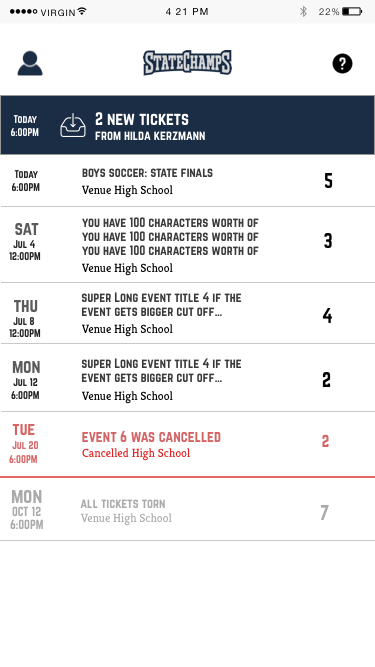 VIRGIN 4 21 PM 22%
STATECHAMPS
?
TODAY
6:00PM
2 NEW TICKETS
FROM HILDA KERZMANN
TODAY
6:00PM
BOYS SOCCER: STATE FINALS
Venue High School
5
SAT
JUL 4
12:00PM
YOU HAVE 100 CHARACTERS WORTH OF
YOU HAVE 100 CHARACTERS WORTH OF
YOU HAVE 100 CHARACTERS WORTH OF
Venue High School
3
THU
JUL 8
12:00PM
SUPER LONG EVENT TITLE 4 IF THE
EVENT GETS BIGGER CUT OFF...
Venue High School
4
MON
JUL 12
6:00PM
SUPER LONG EVENT TITLE 4 IF THE
EVENT GETS BIGGER CUT OFF...
Venue High School
2
TUE
JUL 20
6:00PM
EVENT 6 WAS CANCELLED
Cancelled High School
2
MON
OCT 12
6:00PM
ALL TICKETS TORN
Venue High School
7